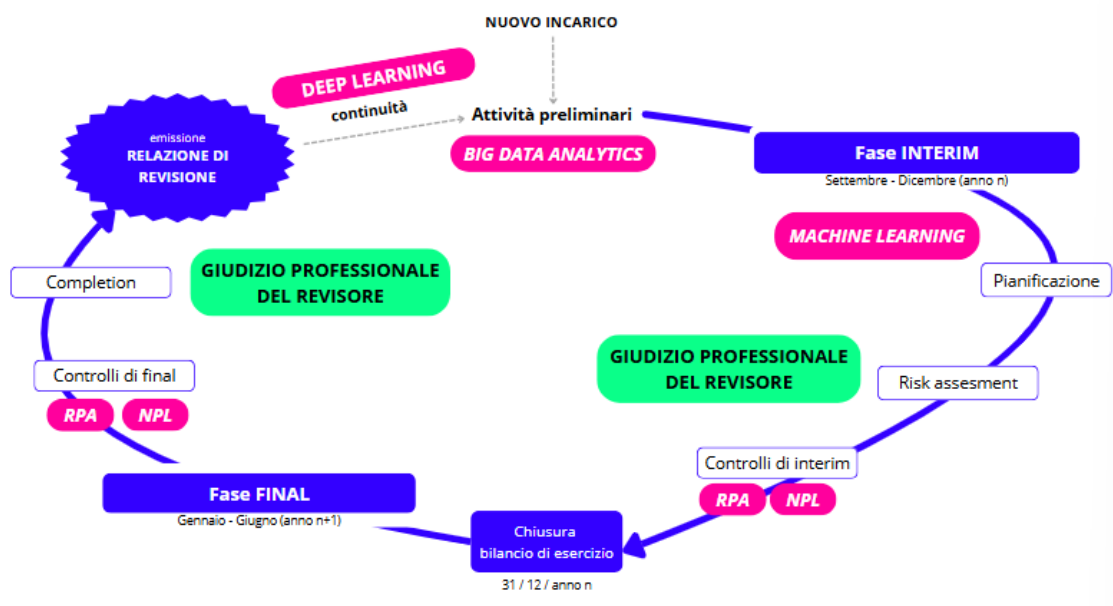 NUOVO INCARICO
DEEP LEARNING
continuità
Attività preliminari
BIG DATA ANALYTICS
emissione
RELAZIONE DI
REVISIONE
Fase INTERIM
Settembre - Dicembre (anno n)
MACHINE LEARNING
Pianificazione
GIUDIZIO PROFESSIONALE
DEL REVISORE
Completion
GIUDIZIO PROFESSIONALE
DEL REVISORE
Risk assesment
Controlli di final
RPA
NPL
Controlli di interim
RPA
NPL
Fase FINAL
Gennaio - Giugno (anno n+1)
Chiusura
bilancio di esercizio
31 / 12 / anno n